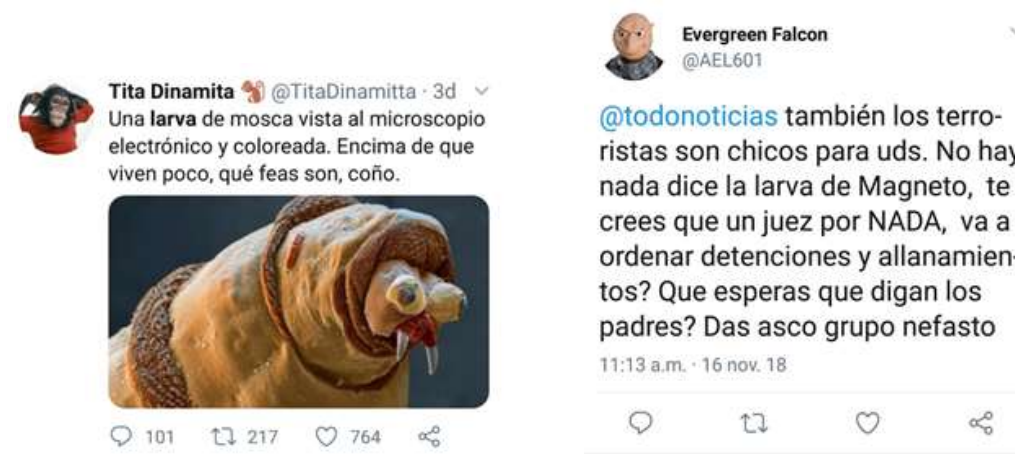 Tita Dinamita 🐿️ @TitaDinamitta · 3d
Una larva de mosca vista al microscopio
electrónico y coloreada. Encima de que
viven poco, qué feas son, coño.
101 217 764
Evergreen Falcon
@AEL601
@todonoticias también los terro-
ristas son chicos para uds. No hay
nada dice la larva de Magneto, te
crees que un juez por NADA, va a
ordenar detenciones y allanamien-
tos? Que esperas que digan los
padres? Das asco grupo nefasto
11:13 a.m. · 16 nov. 18